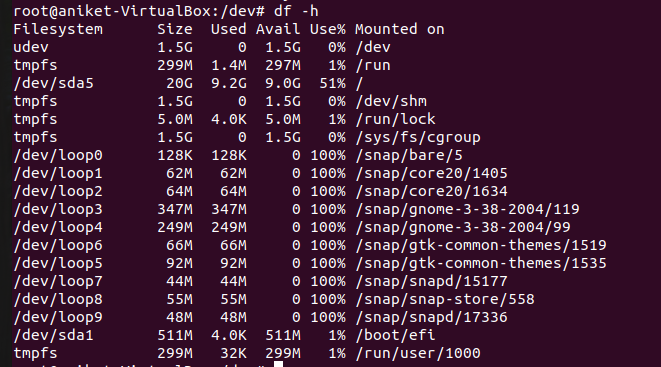 root@aniket-VirtualBox:/dev# df -h
Filesystem      Size  Used Avail Use% Mounted on
udev            1.5G     0  1.5G   0% /dev
tmpfs           299M  1.4M  297M   1% /run
/dev/sda5        20G  9.2G  9.0G  51% /
tmpfs           1.5G     0  1.5G   0% /dev/shm
tmpfs           5.0M  4.0K  5.0M   1% /run/lock
tmpfs           1.5G     0  1.5G   0% /sys/fs/cgroup
/dev/loop0      128K  128K     0 100% /snap/bare/5
/dev/loop1       62M   62M     0 100% /snap/core20/1405
/dev/loop2       64M   64M     0 100% /snap/core20/1634
/dev/loop3      347M  347M     0 100% /snap/gnome-3-38-2004/119
/dev/loop4      249M  249M     0 100% /snap/gnome-3-38-2004/99
/dev/loop6       66M   66M     0 100% /snap/gtk-common-themes/1519
/dev/loop5       92M   92M     0 100% /snap/gtk-common-themes/1535
/dev/loop7       44M   44M     0 100% /snap/snapd/15177
/dev/loop8       55M   55M     0 100% /snap/snap-store/558
/dev/loop9       48M   48M     0 100% /snap/snapd/17336
/dev/sda1       511M  4.0K  511M   1% /boot/efi
tmpfs           299M   32K  299M   1% /run/user/1000